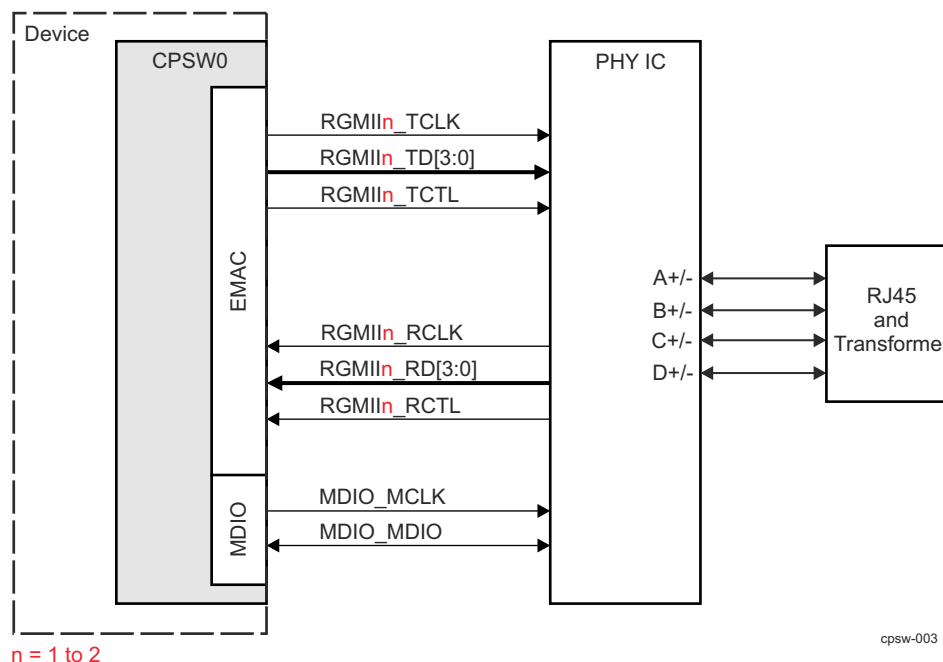 Device
CPSW0
PHY IC
RGMIIn_TCLK
RGMIIn_TD[3:0]
RGMIIn_TCTL
EMAC
A+/-
B+/-
C+/-
D+/-
RJ45
and
Transforme
RGMIIn_RCLK
RGMIIn_RD[3:0]
RGMIIn_RCTL
MDIO
MDIO_MCLK
MDIO_MDIO
n = 1 to 2
cpsw-003